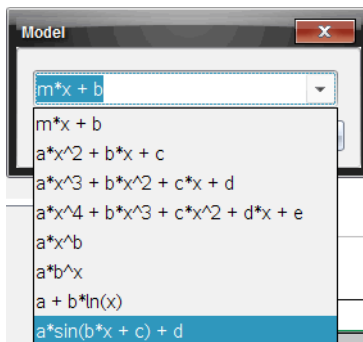 Model
m*x + b
m*x + b
a*x^2 + b*x + c
a*x^3 + b*x^2 + c*x + d
a*x^4 + b*x^3 + c*x^2 + d*x + e
a*x^b
a*b^x
a + b*ln(x)
a*sin(b*x + c) + d